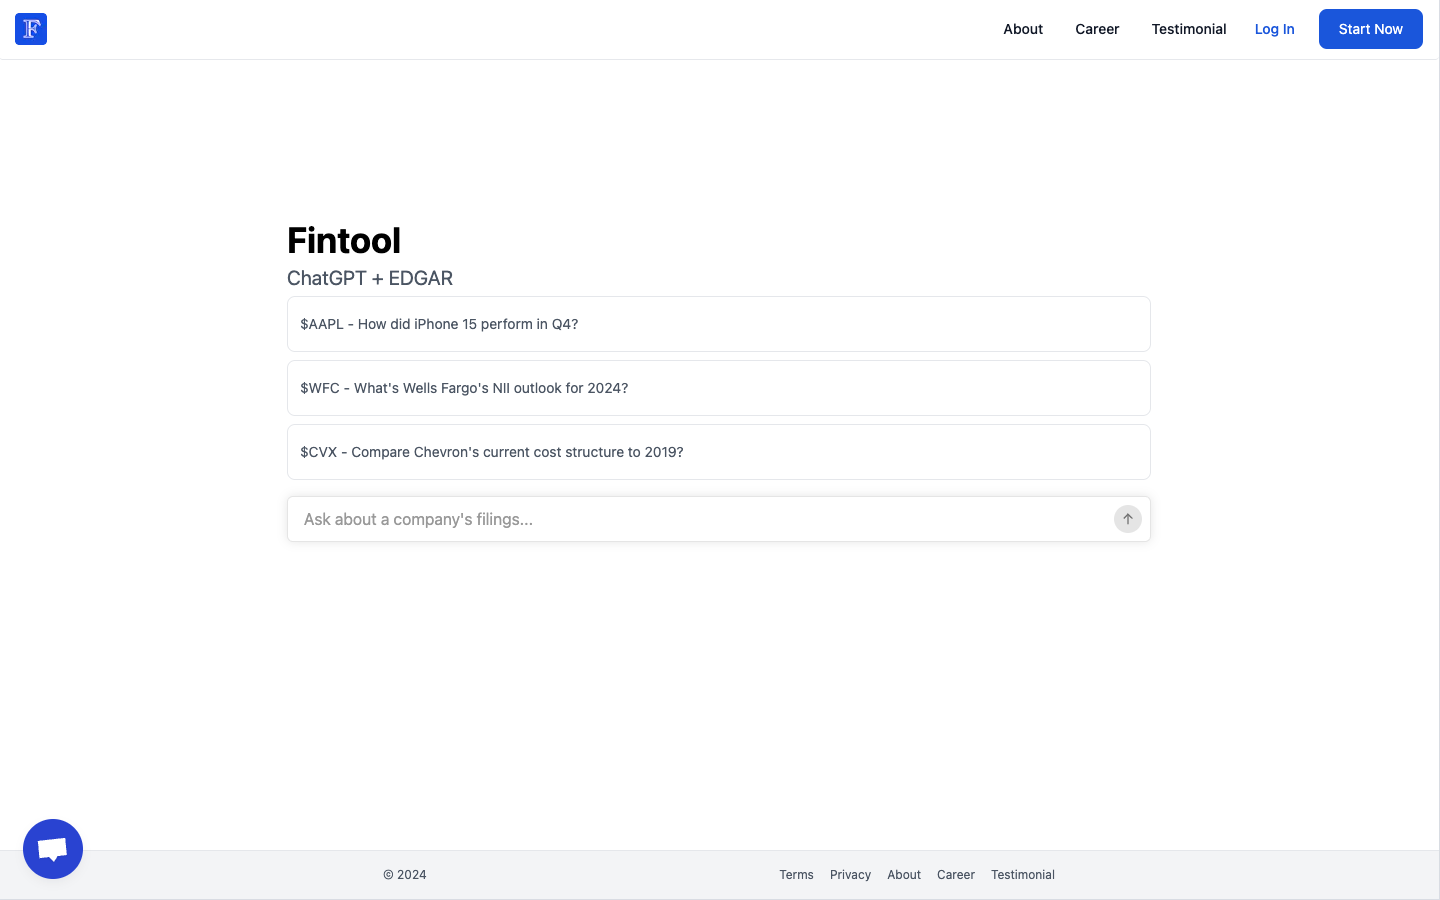 F
About Career Testimonial Log In Start Now
Fintool
ChatGPT + EDGAR
$AAPL - How did iPhone 15 perform in Q4?
$WFC - What's Wells Fargo's NII outlook for 2024?
$CVX - Compare Chevron's current cost structure to 2019?
Ask about a company's filings...
© 2024 Terms Privacy About Career Testimonial